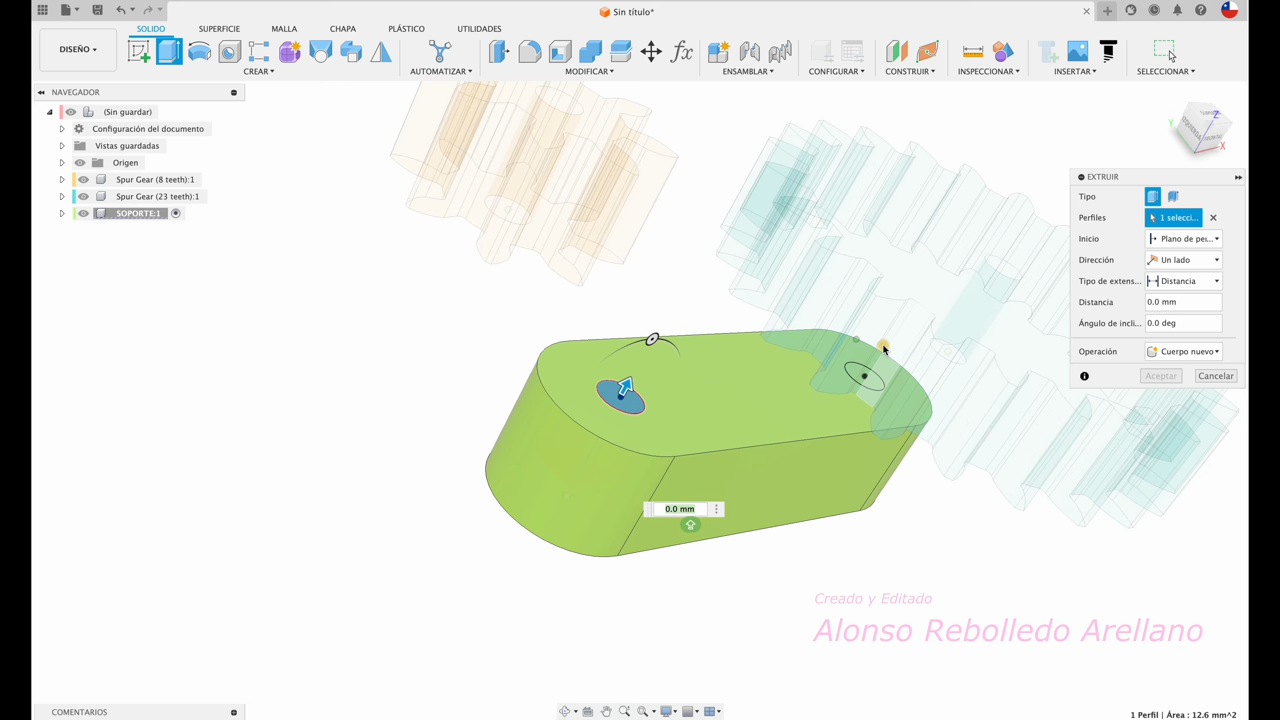 Sin título*
DISEÑO
SOLIDO
SUPERFICIE
MALLA
CHAPA
PLÁSTICO
UTILIDADES
CREAR
AUTOMATIZAR
MODIFICAR
ENSAMBLAR
CONFIGURAR
CONSTRUIR
INSPECCIONAR
INSERTAR
SELECCIONAR
NAVEGADOR
(Sin guardar)
Configuración del documento
Vistas guardadas
Origen
Spur Gear (8 teeth):1
Spur Gear (23 teeth):1
SOPORTE:1
Z
Y
X
EXTRUIR
Tipo
Perfiles 1 selecci...
Inicio Plano de per...
Dirección Un lado
Tipo de extens... Distancia
Distancia 0.0 mm
Ángulo de incli... 0.0 deg
Operación Cuerpo nuevo
Aceptar Cancelar
0.0 mm
Creado y Editado
Alonso Rebolledo Arellano
COMENTARIOS
1 Perfil | Área : 12.6 mm^2